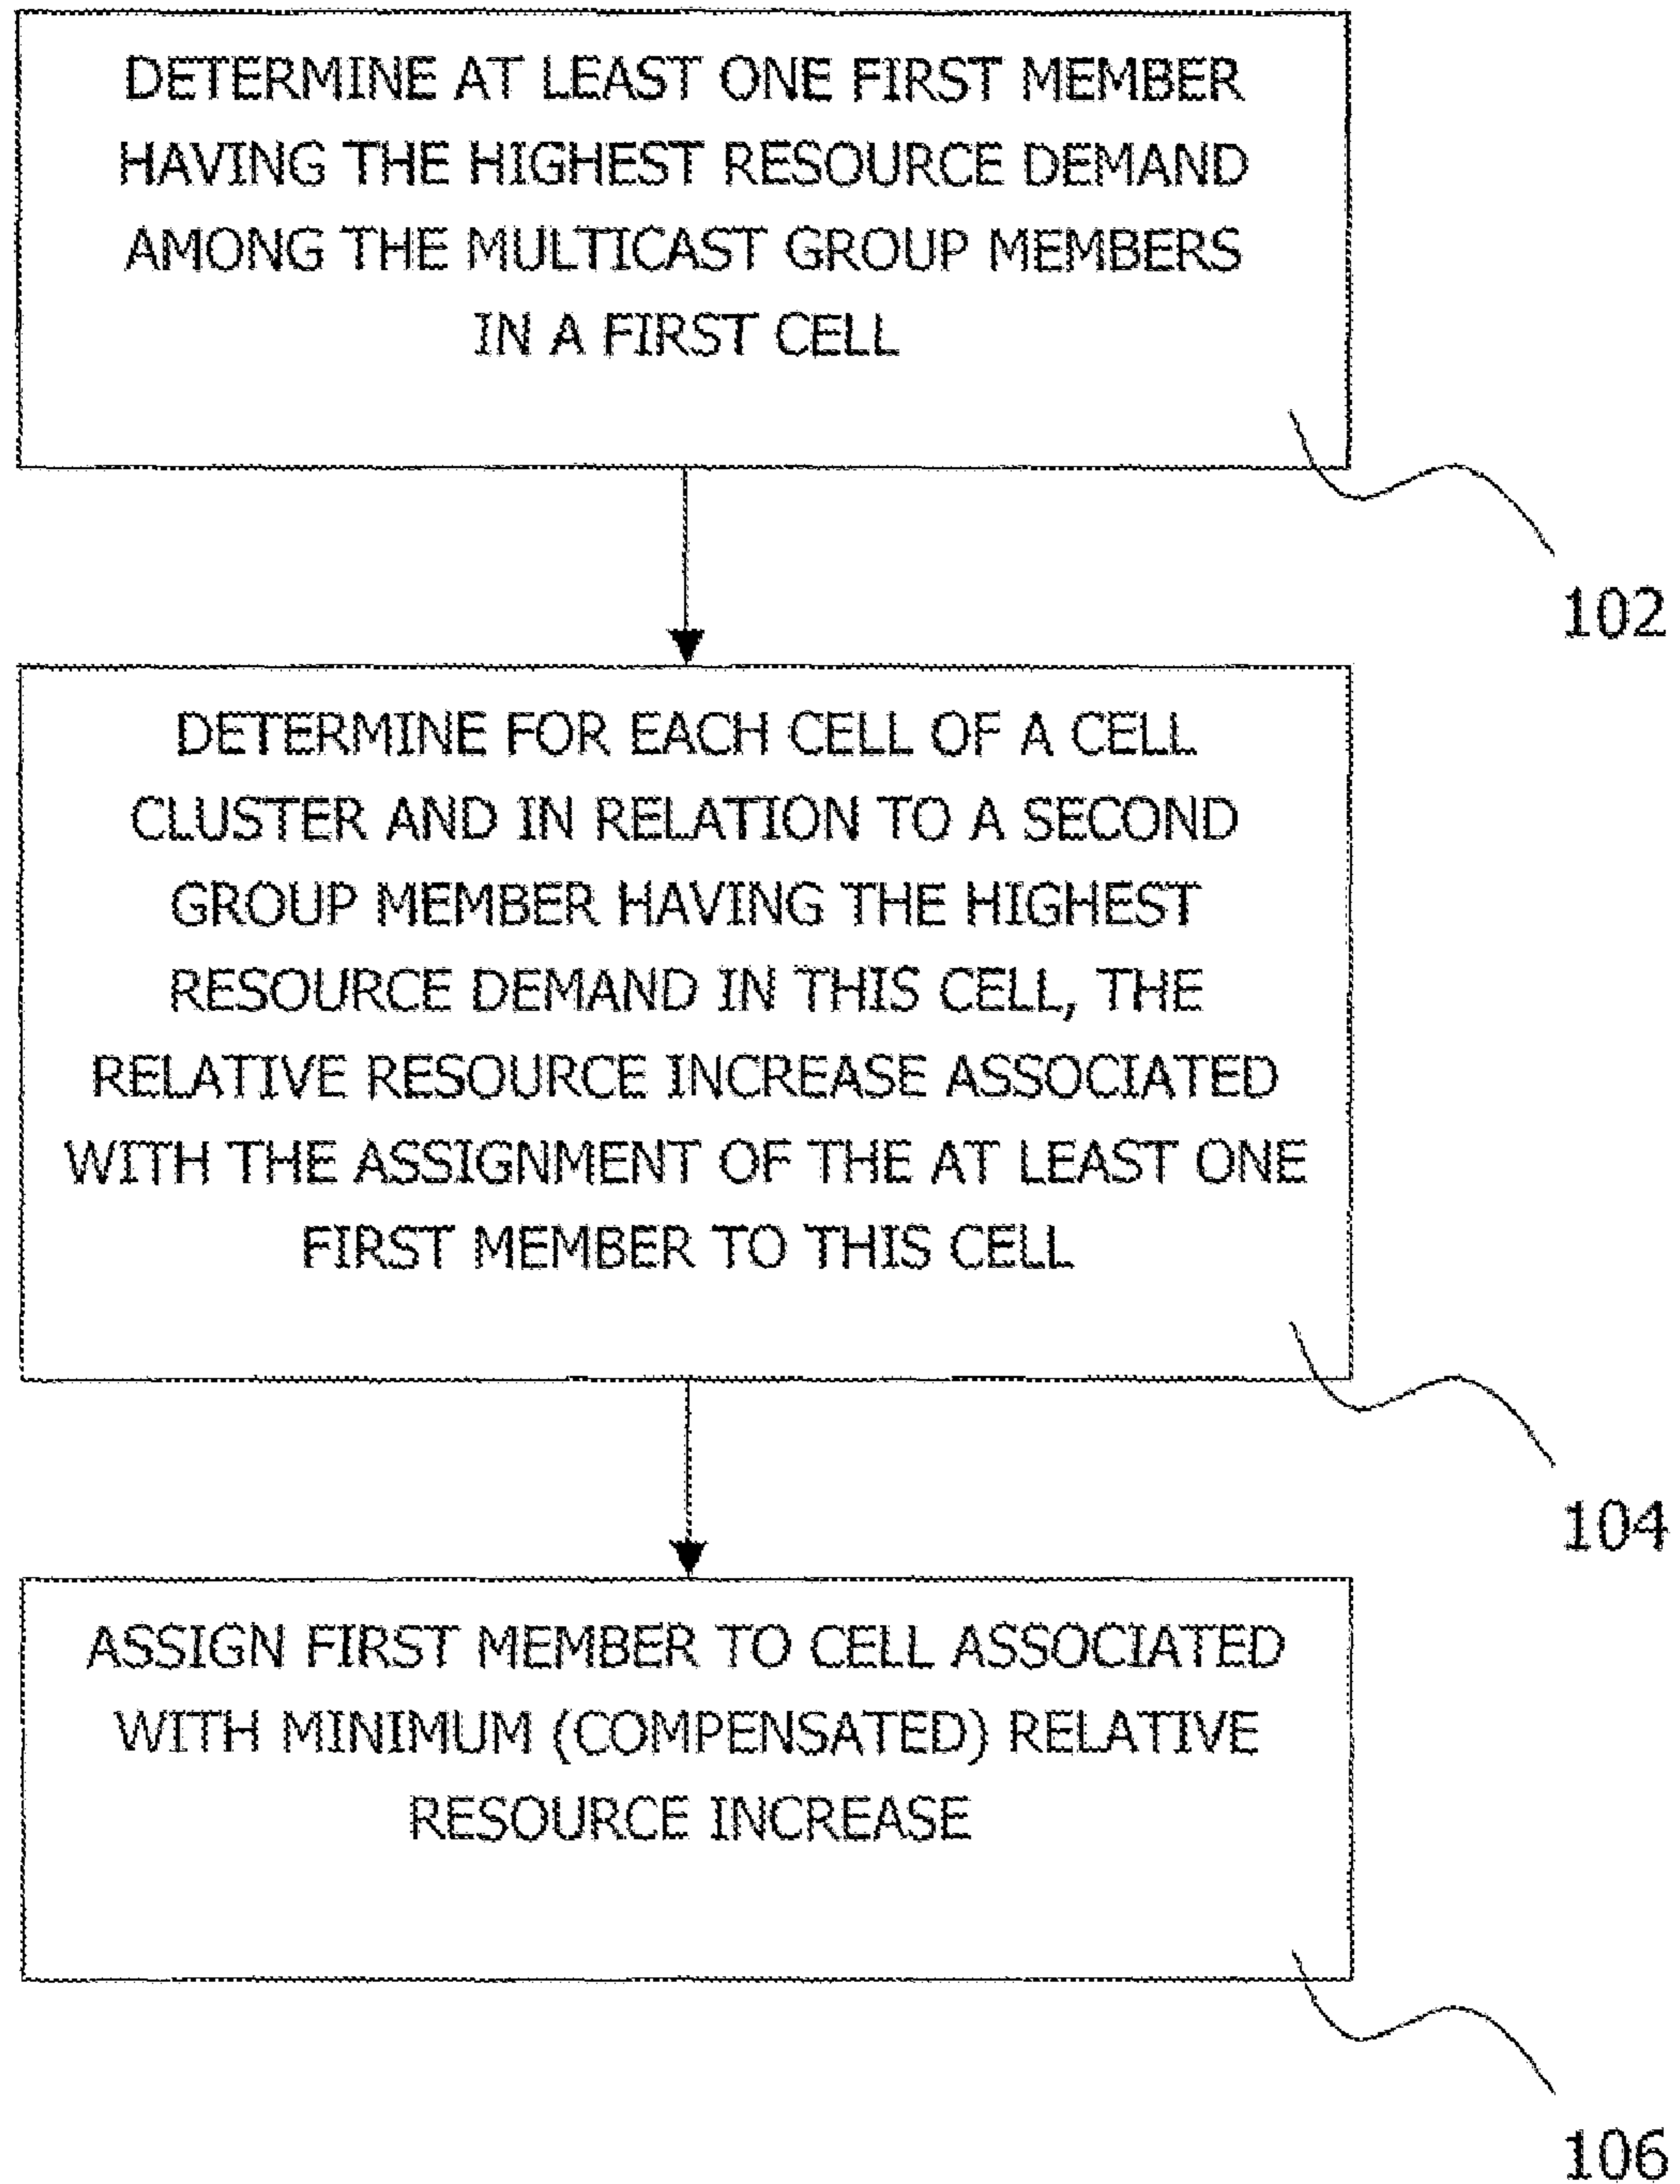 DETERMINE AT LEAST ONE FIRST MEMBER
HAVING THE HIGHEST RESOURCE DEMAND
AMONG THE MULTICAST GROUP MEMBERS
IN A FIRST CELL
102
DETERMINE FOR EACH CELL OF A CELL
CLUSTER AND IN RELATION TO A SECOND
GROUP MEMBER HAVING THE HIGHEST
RESOURCE DEMAND IN THIS CELL, THE
RELATIVE RESOURCE INCREASE ASSOCIATED
WITH THE ASSIGNMENT OF THE AT LEAST ONE
FIRST MEMBER TO THIS CELL
104
ASSIGN FIRST MEMBER TO CELL ASSOCIATED
WITH MINIMUM (COMPENSATED) RELATIVE
RESOURCE INCREASE
106